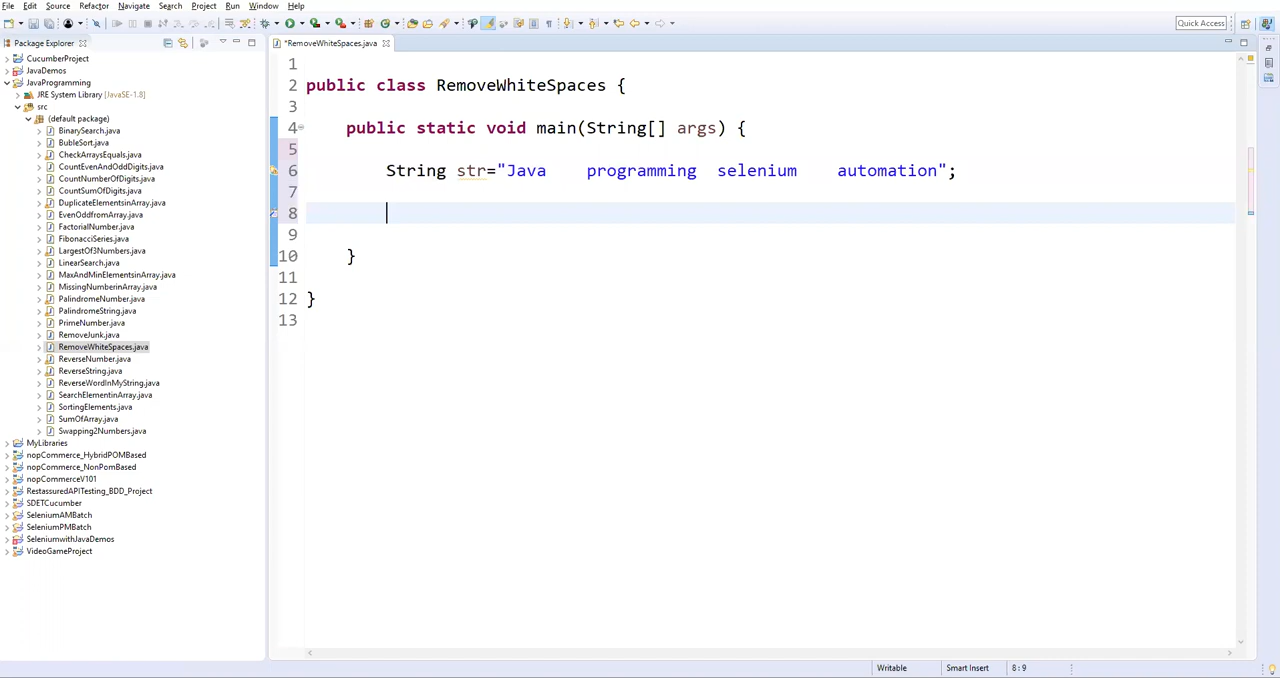 File Edit Source Refactor Navigate Search Project Run Window Help
Quick Access
Package Explorer
*RemoveWhiteSpaces.java
CucumberProject
JavaDemos
JavaProgramming
JRE System Library [JavaSE-1.8]
src
(default package)
BinarySearch.java
BubleSort.java
CheckArraysEquals.java
CountEvenAndOddDigits.java
CountNumberOfDigits.java
CountSumOfDigits.java
DuplicateElementsinArray.java
EvenOddfromArray.java
FactorialNumber.java
FibonacciSeries.java
LargestOf3Numbers.java
LinearSearch.java
MaxAndMinElementsinArray.java
MissingNumberinArray.java
PalindromeNumber.java
PalindromeString.java
PrimeNumber.java
RemoveJunk.java
RemoveWhiteSpaces.java
ReverseNumber.java
ReverseString.java
ReverseWordInMyString.java
SearchElementinArray.java
SortingElements.java
SumOfArray.java
Swapping2Numbers.java
MyLibraries
nopCommerce_HybridPOMBased
nopCommerce_NonPomBased
nopCommerceV101
RestassuredAPITesting_BDD_Project
SDETCucumber
SeleniumAMBatch
SeleniumPMBatch
SeleniumwithJavaDemos
VideoGameProject
1
2 public class RemoveWhiteSpaces {
3
4 public static void main(String[] args) {
5
6 String str="Java    programming  selenium    automation";
7
8
9
10 }
11
12 }
13
Writable Smart Insert 8:9